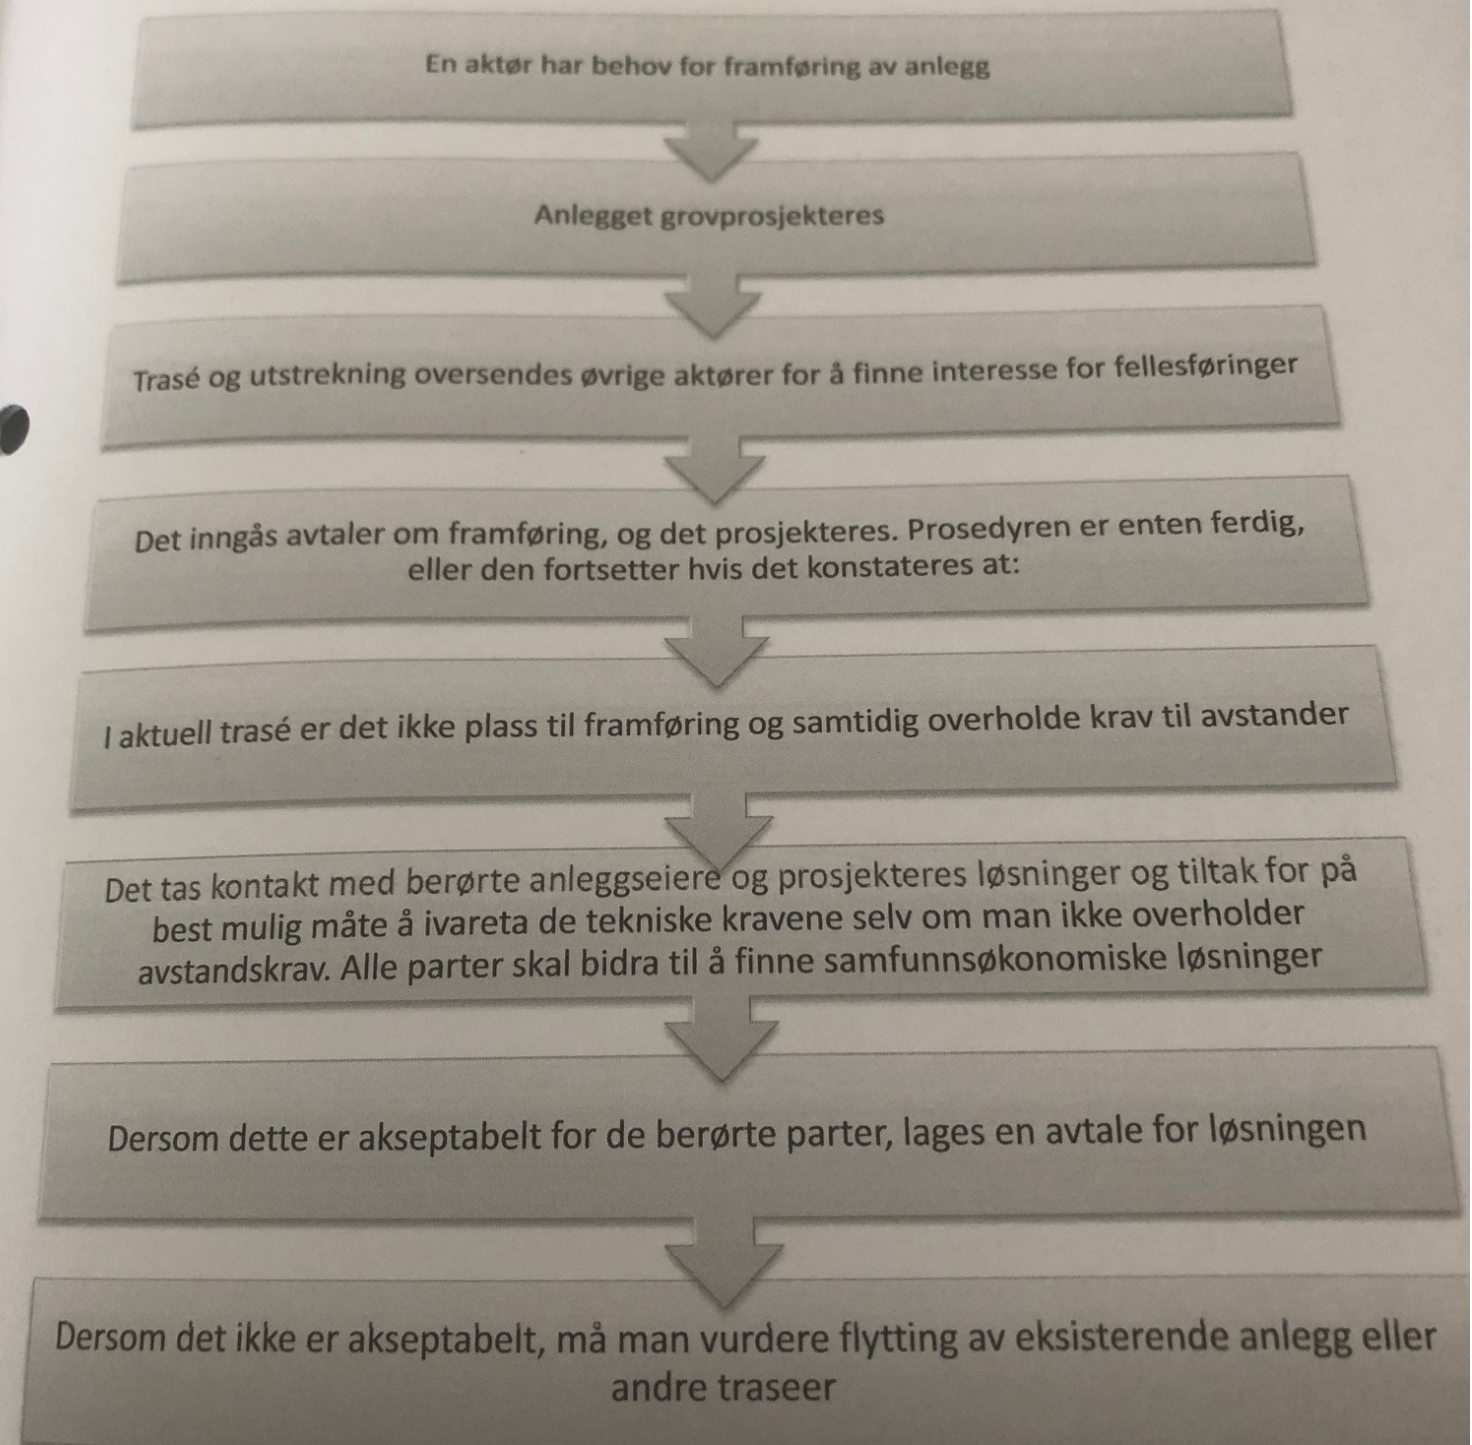 En aktør har behov for framføring av anlegg
Anlegget grovprosjekteres
Trasé og utstrekning oversendes øvrige aktører for å finne interesse for fellesføringer
Det inngås avtaler om framføring, og det prosjekteres. Prosedyren er enten ferdig,
eller den fortsetter hvis det konstateres at:
I aktuell trasé er det ikke plass til framføring og samtidig overholde krav til avstander
Det tas kontakt med berørte anleggseiere og prosjekteres løsninger og tiltak for på
best mulig måte å ivareta de tekniske kravene selv om man ikke overholder
avstandskrav. Alle parter skal bidra til å finne samfunnsøkonomiske løsninger
Dersom dette er akseptabelt for de berørte parter, lages en avtale for løsningen
Dersom det ikke er akseptabelt, må man vurdere flytting av eksisterende anlegg eller
andre traseer